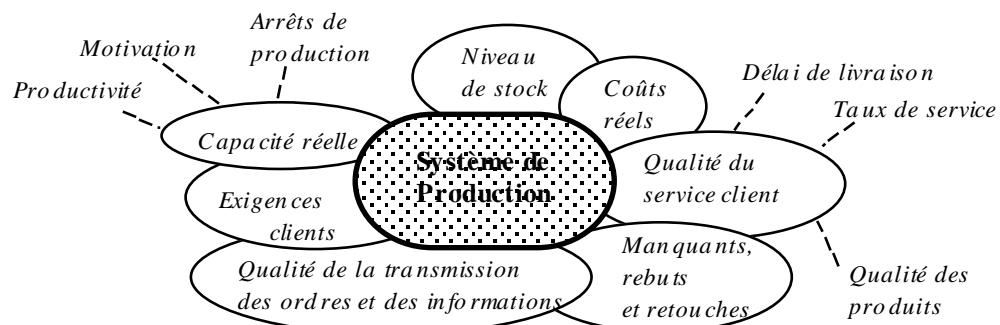 Arrêts de
production
Motivation
Productivité
Niveau
de stock
Coûts
réels
Délai de livraison
Taux de service
Capacité réelle
Système de
Production
Qualité du
service client
Exigences
clients
Manquants,
rebuts
et retouches
Qualité de la transmission
des ordres et des informations
Qualité des
produits